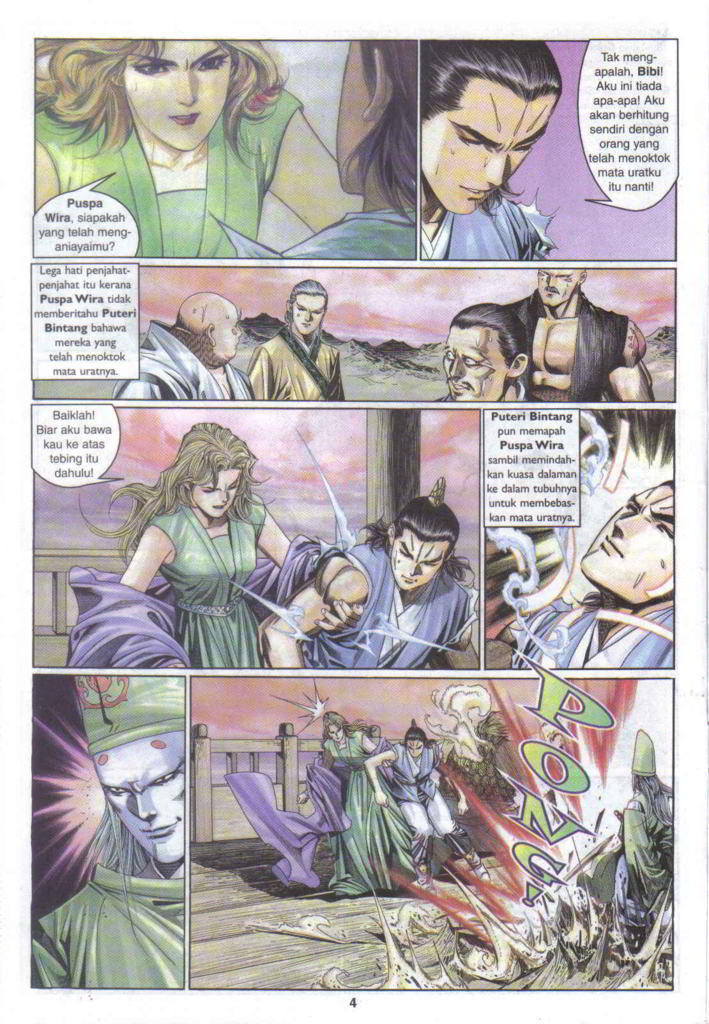 Puspa
Wira, siapakah
yang telah meng-
aniayaimu?
Tak meng-
apalah, Bibi!
Aku ini tiada
apa-apa! Aku
akan berhitung
sendiri dengan
orang yang
telah menoktok
mata uratku
itu nanti!
Lega hati penjahat-
penjahat itu kerana
Puspa Wira tidak
memberitahu Puteri
Bintang bahawa
mereka yang
telah menoktok
mata uratnya.
Baiklah!
Biar aku bawa
kau ke atas
tebing itu
dahulu!
Puteri Bintang
pun memapah
Puspa Wira
sambil memindah-
kan kuasa dalaman
ke dalam tubuhnya
untuk membebas-
kan mata uratnya.
PONG!
4